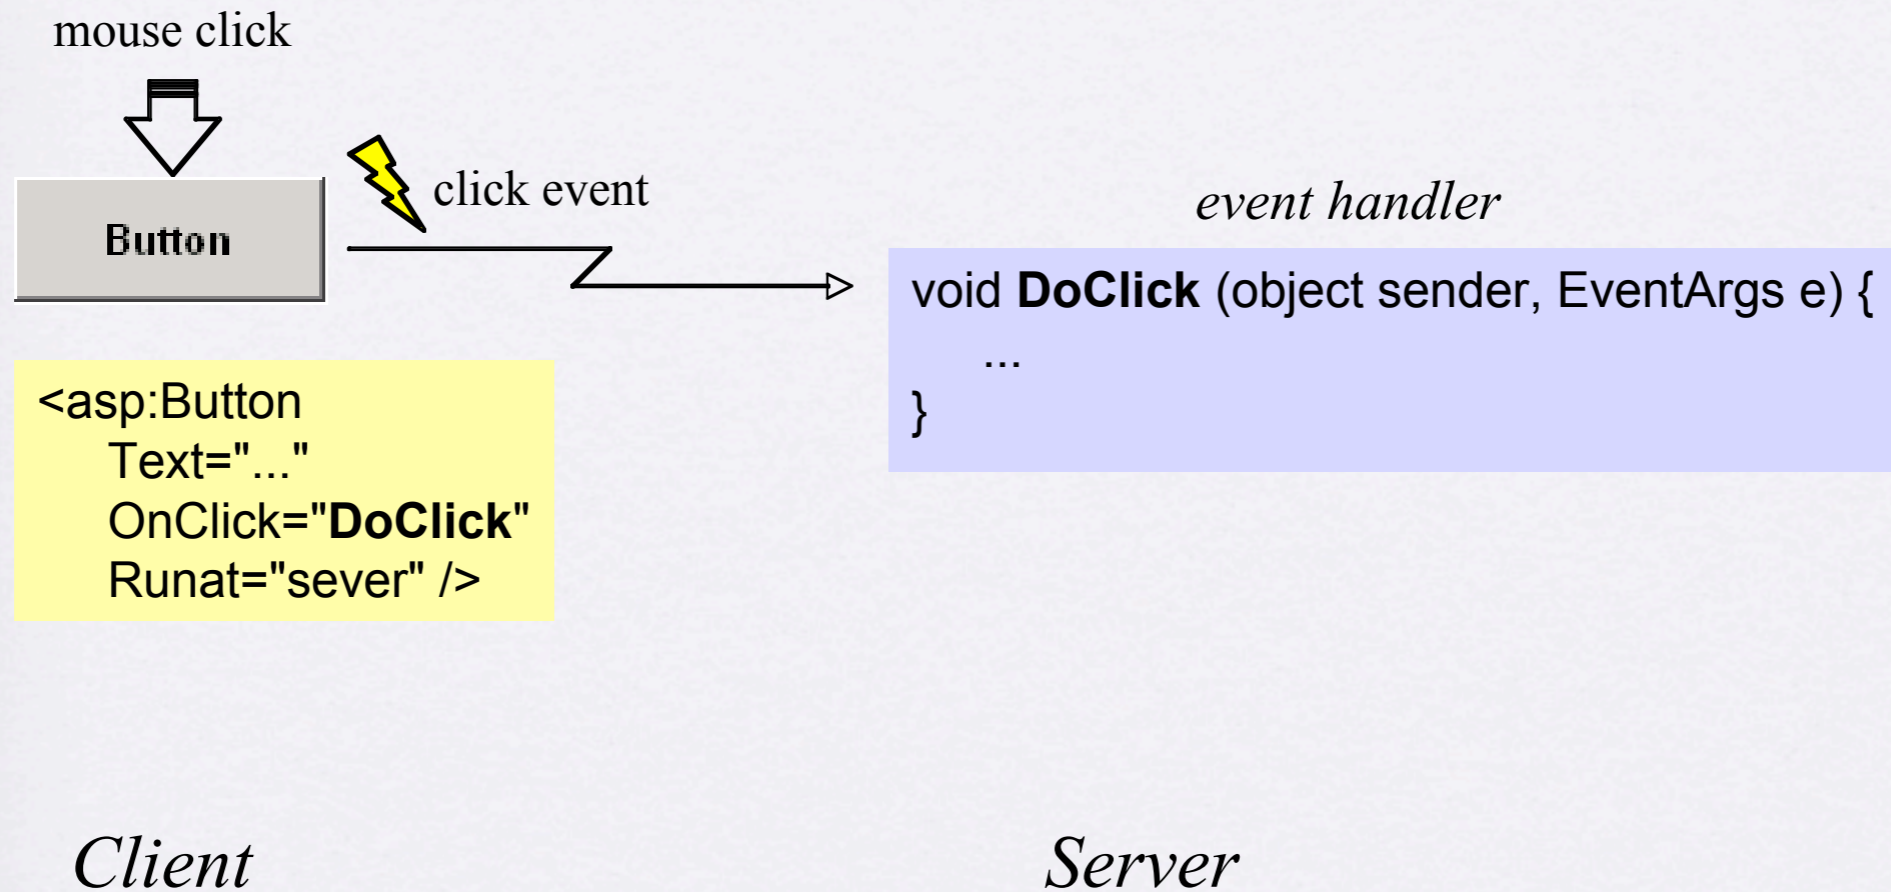 mouse click
Button
click event
event handler
void DoClick (object sender, EventArgs e) {
...
}
<asp:Button
Text="..."
OnClick="DoClick"
Runat="sever" />
Client
Server